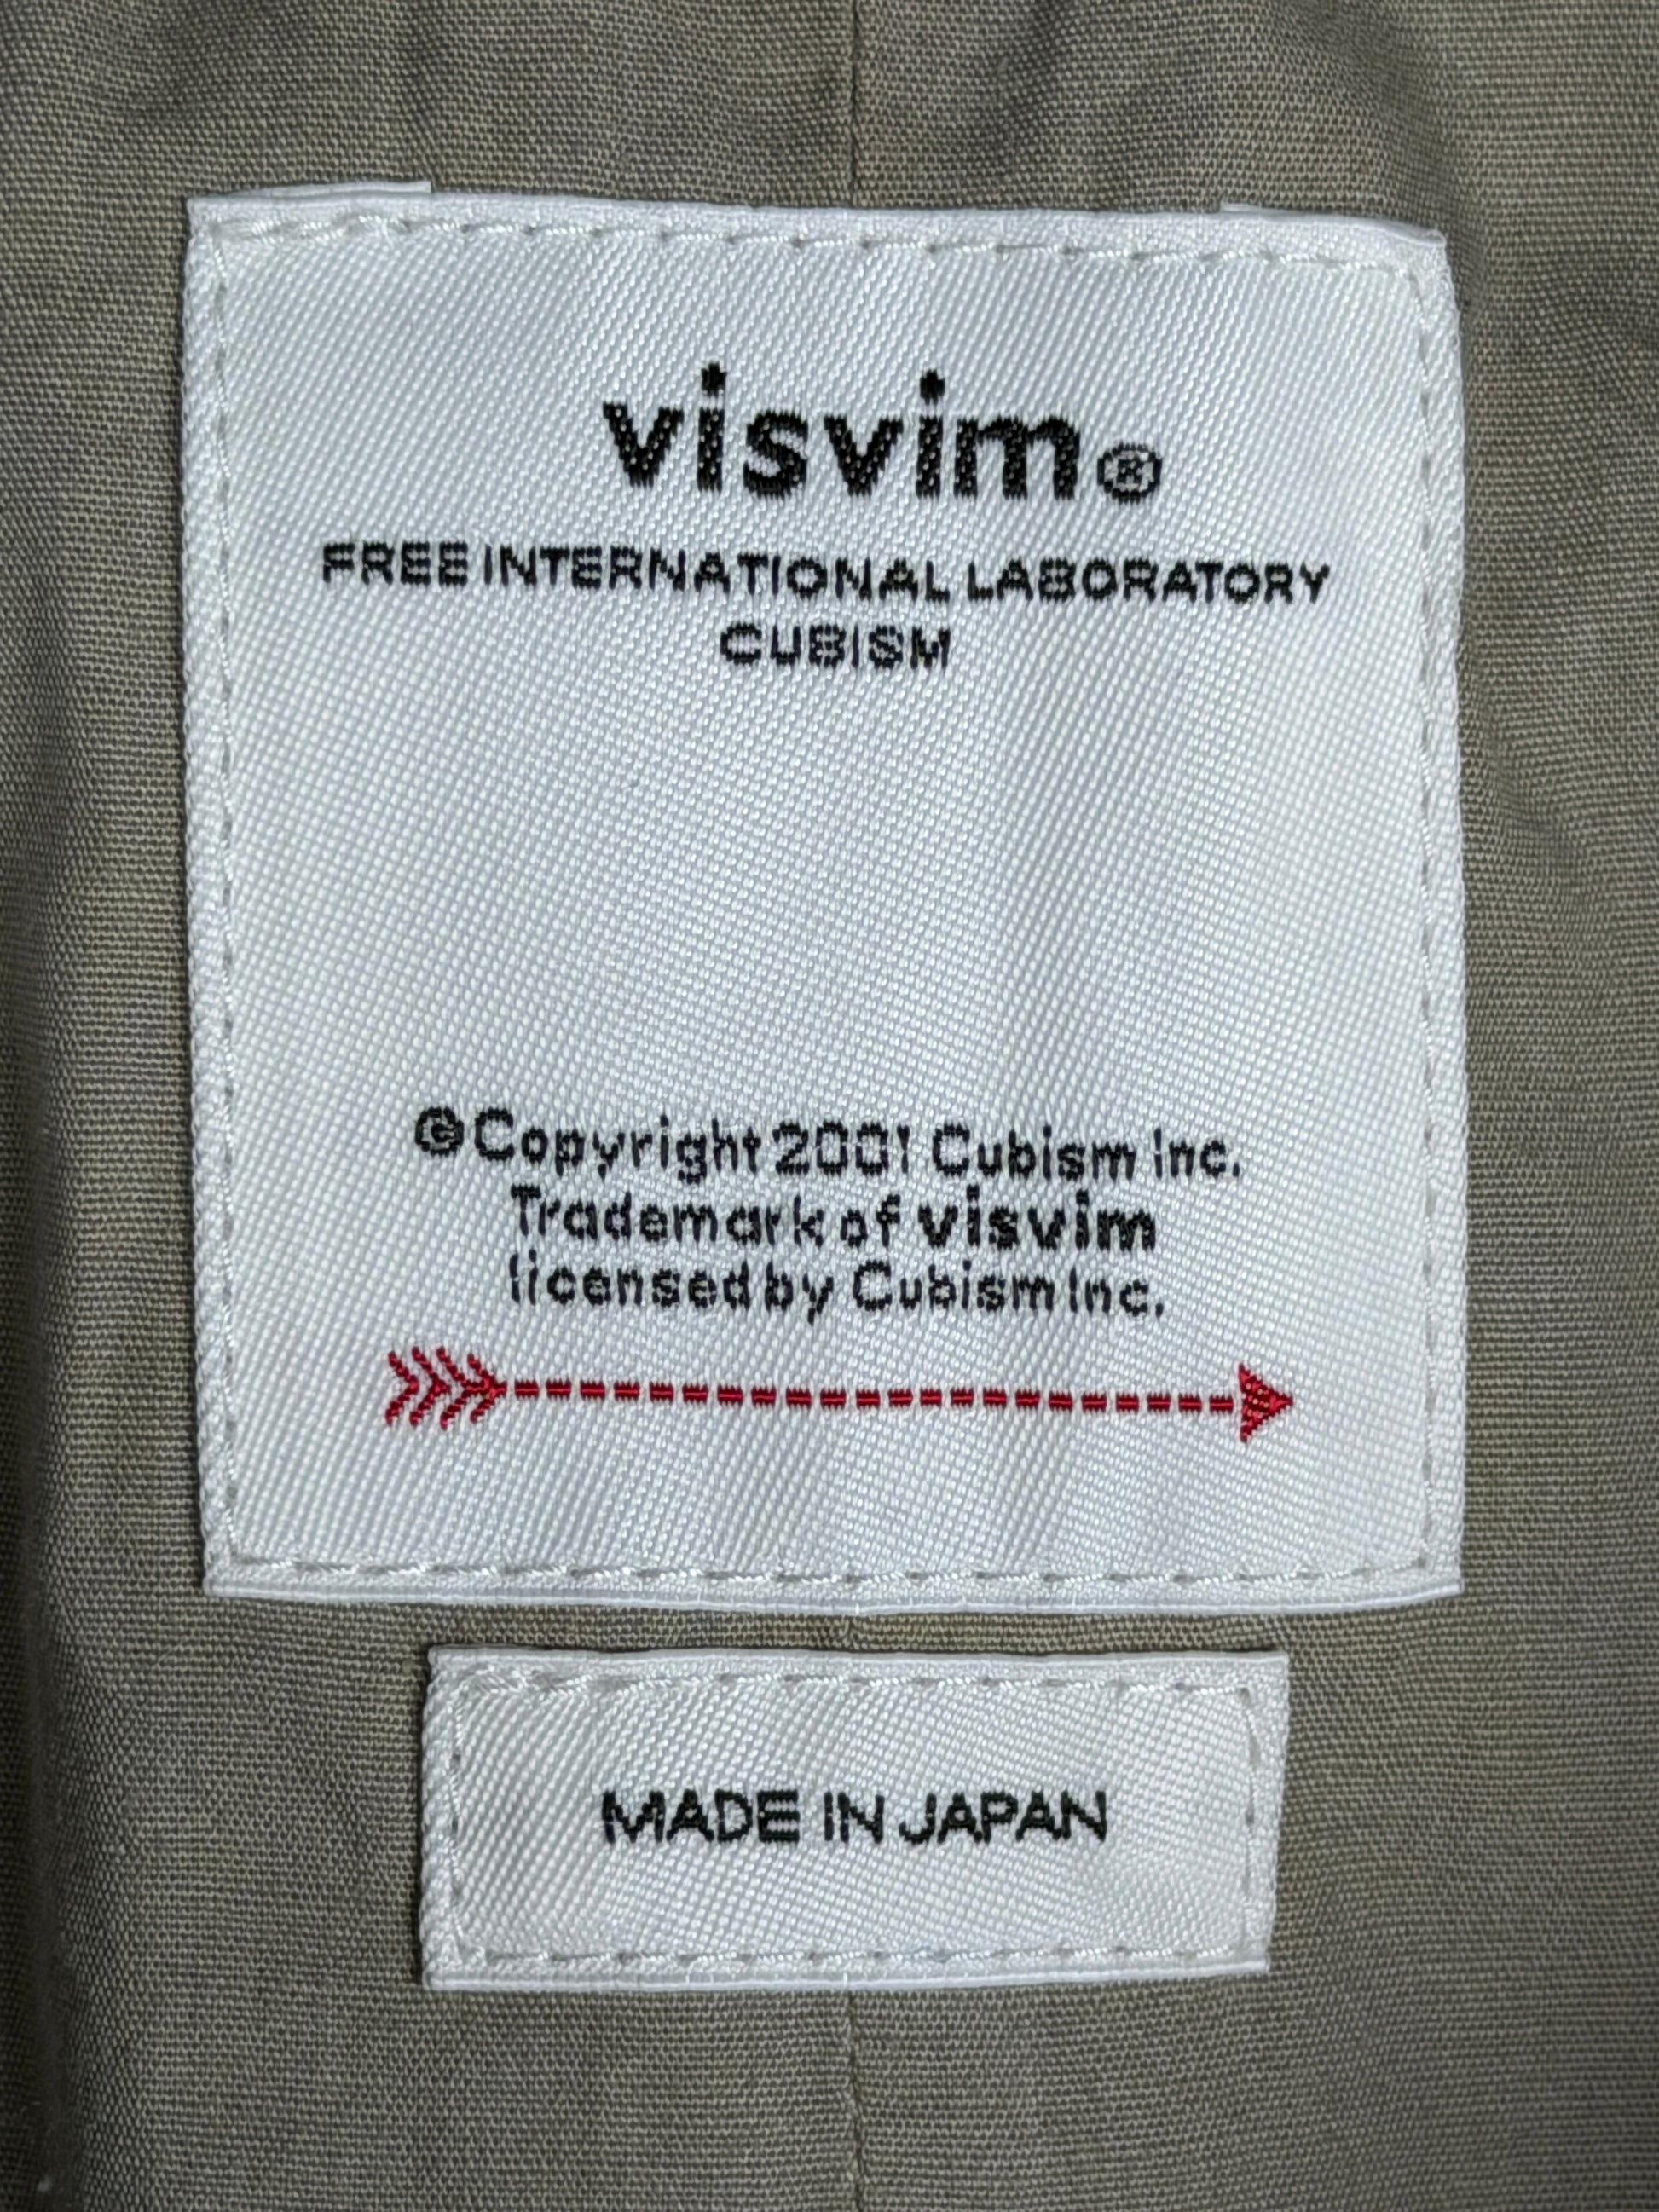 visvim®
FREE INTERNATIONAL LABORATORY
CUBISM
©Copyright 2001 Cubism Inc.
Trademark of visvim
licensed by Cubism Inc.
MADE IN JAPAN